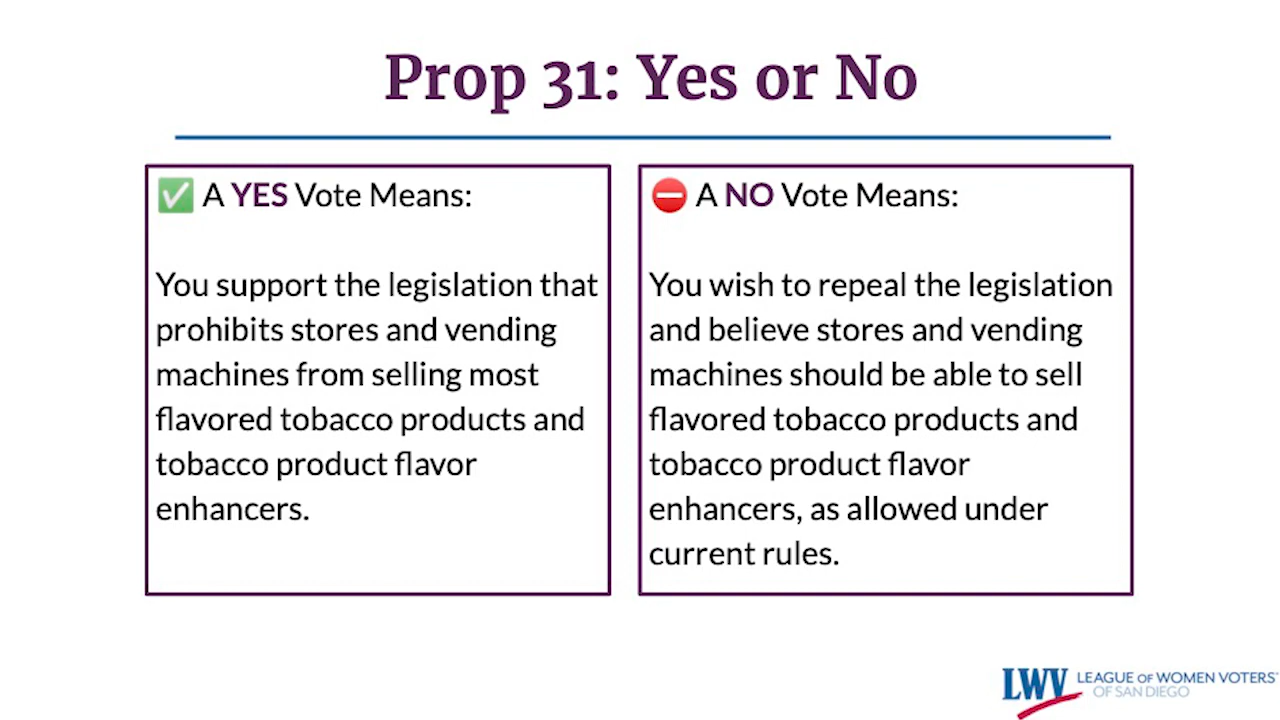 Prop 31: Yes or No
✅ A YES Vote Means:
You support the legislation that
prohibits stores and vending
machines from selling most
flavored tobacco products and
tobacco product flavor
enhancers.
⛔ A NO Vote Means:
You wish to repeal the legislation
and believe stores and vending
machines should be able to sell
flavored tobacco products and
tobacco product flavor
enhancers, as allowed under
current rules.
LWV LEAGUE OF WOMEN VOTERS®
OF SAN DIEGO